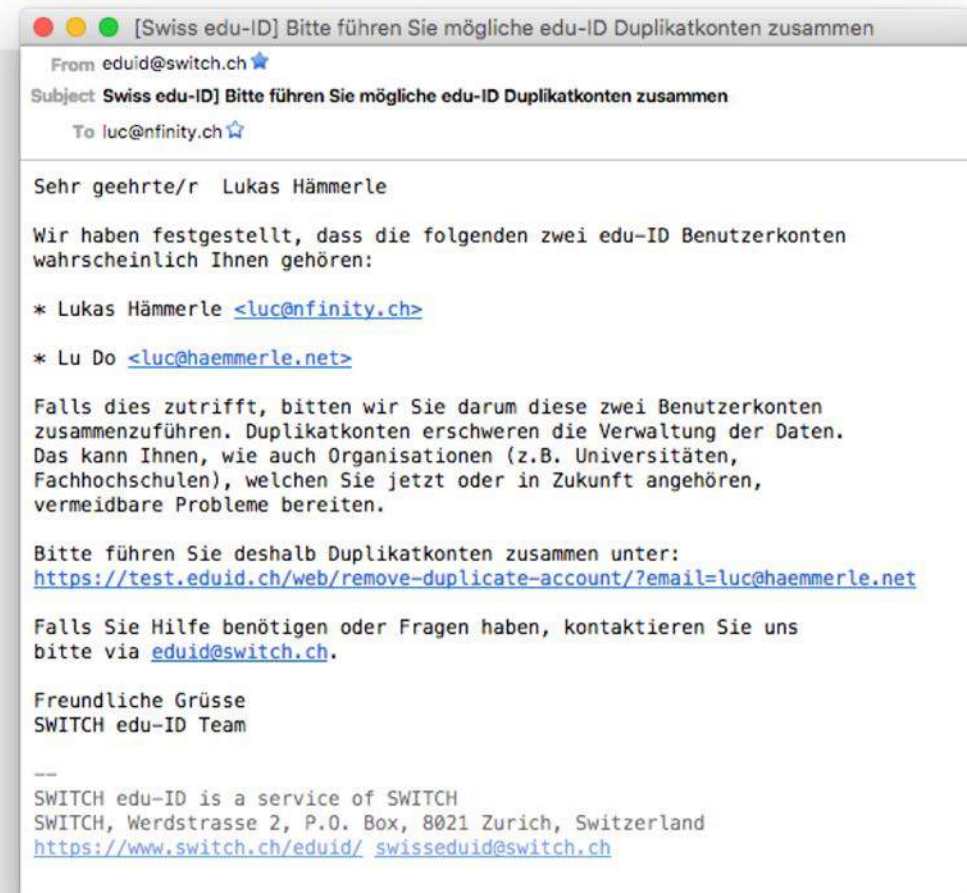 [Swiss edu-ID] Bitte führen Sie mögliche edu-ID Duplikatkonten zusammen
From eduid@switch.ch
Subject Swiss edu-ID] Bitte führen Sie mögliche edu-ID Duplikatkonten zusammen
To luc@nfinity.ch
Sehr geehrte/r  Lukas Hämmerle
Wir haben festgestellt, dass die folgenden zwei edu-ID Benutzerkonten
wahrscheinlich Ihnen gehören:
* Lukas Hämmerle <luc@nfinity.ch>
* Lu Do <luc@haemmerle.net>
Falls dies zutrifft, bitten wir Sie darum diese zwei Benutzerkonten
zusammenzuführen. Duplikatkonten erschweren die Verwaltung der Daten.
Das kann Ihnen, wie auch Organisationen (z.B. Universitäten,
Fachhochschulen), welchen Sie jetzt oder in Zukunft angehören,
vermeidbare Probleme bereiten.
Bitte führen Sie deshalb Duplikatkonten zusammen unter:
https://test.eduid.ch/web/remove-duplicate-account/?email=luc@haemmerle.net
Falls Sie Hilfe benötigen oder Fragen haben, kontaktieren Sie uns
bitte via eduid@switch.ch.
Freundliche Grüsse
SWITCH edu-ID Team
--
SWITCH edu-ID is a service of SWITCH
SWITCH, Werdstrasse 2, P.O. Box, 8021 Zurich, Switzerland
https://www.switch.ch/eduid/ swisseduid@switch.ch